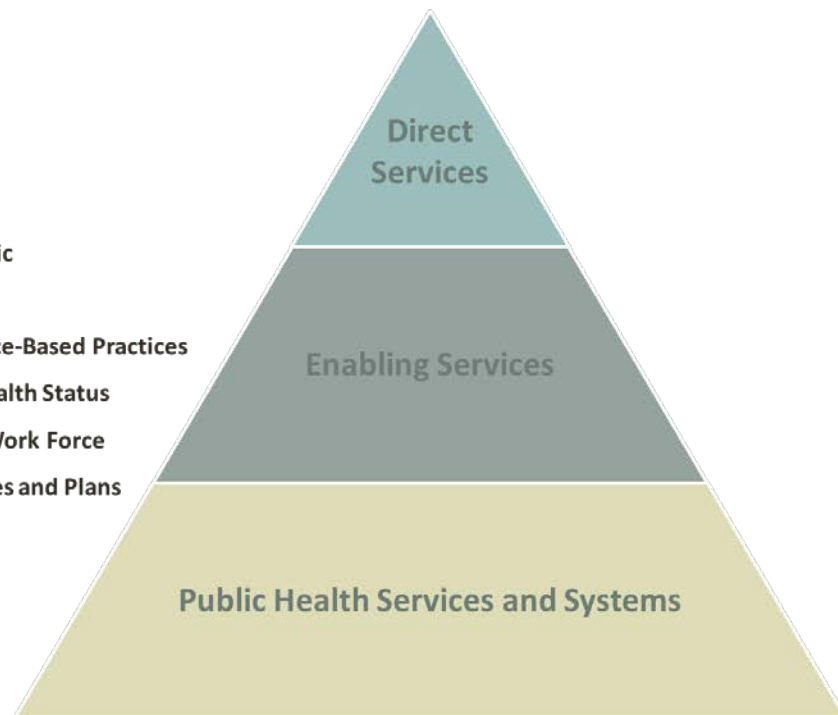 Direct
Services
ic
ce-Based Practices
alth Status
Work Force
es and Plans
Enabling Services
Public Health Services and Systems